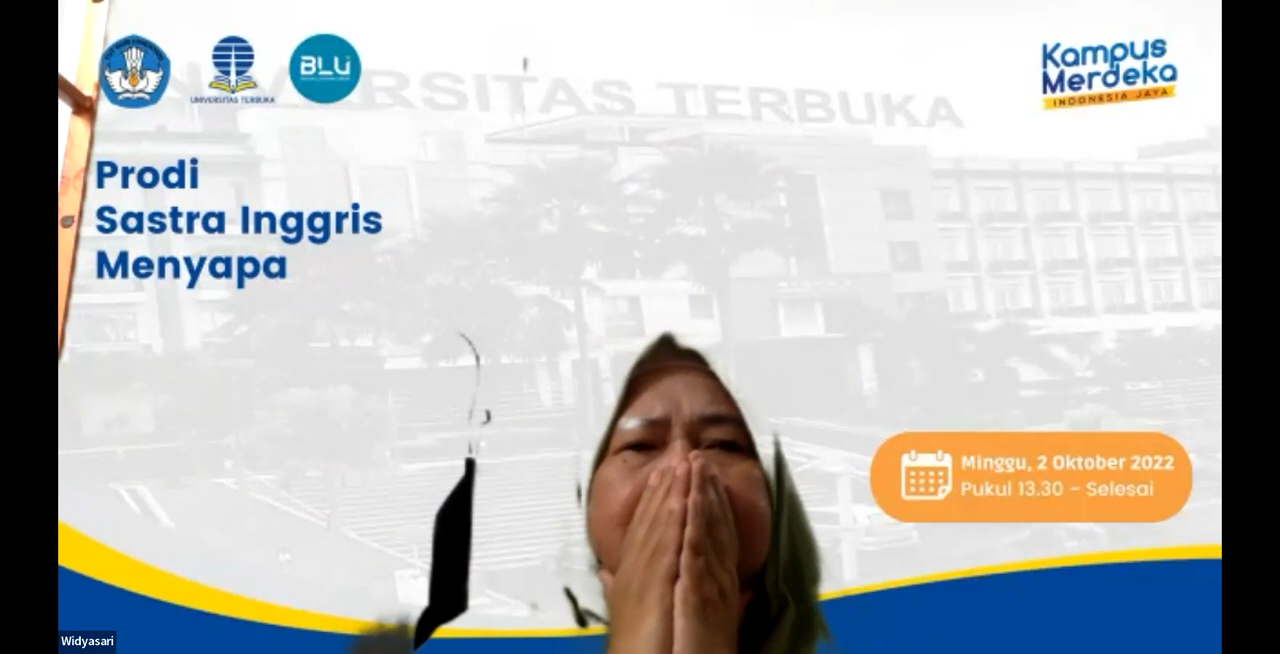 UNIVERSITAS TERBUKA
BLU
Kampus
Merdeka
INDONESIA JAYA
RSITAS TERBUKA
Prodi
Sastra Inggris
Menyapa
Minggu, 2 Oktober 2022
Pukul 13.30 - Selesai
Widyasari